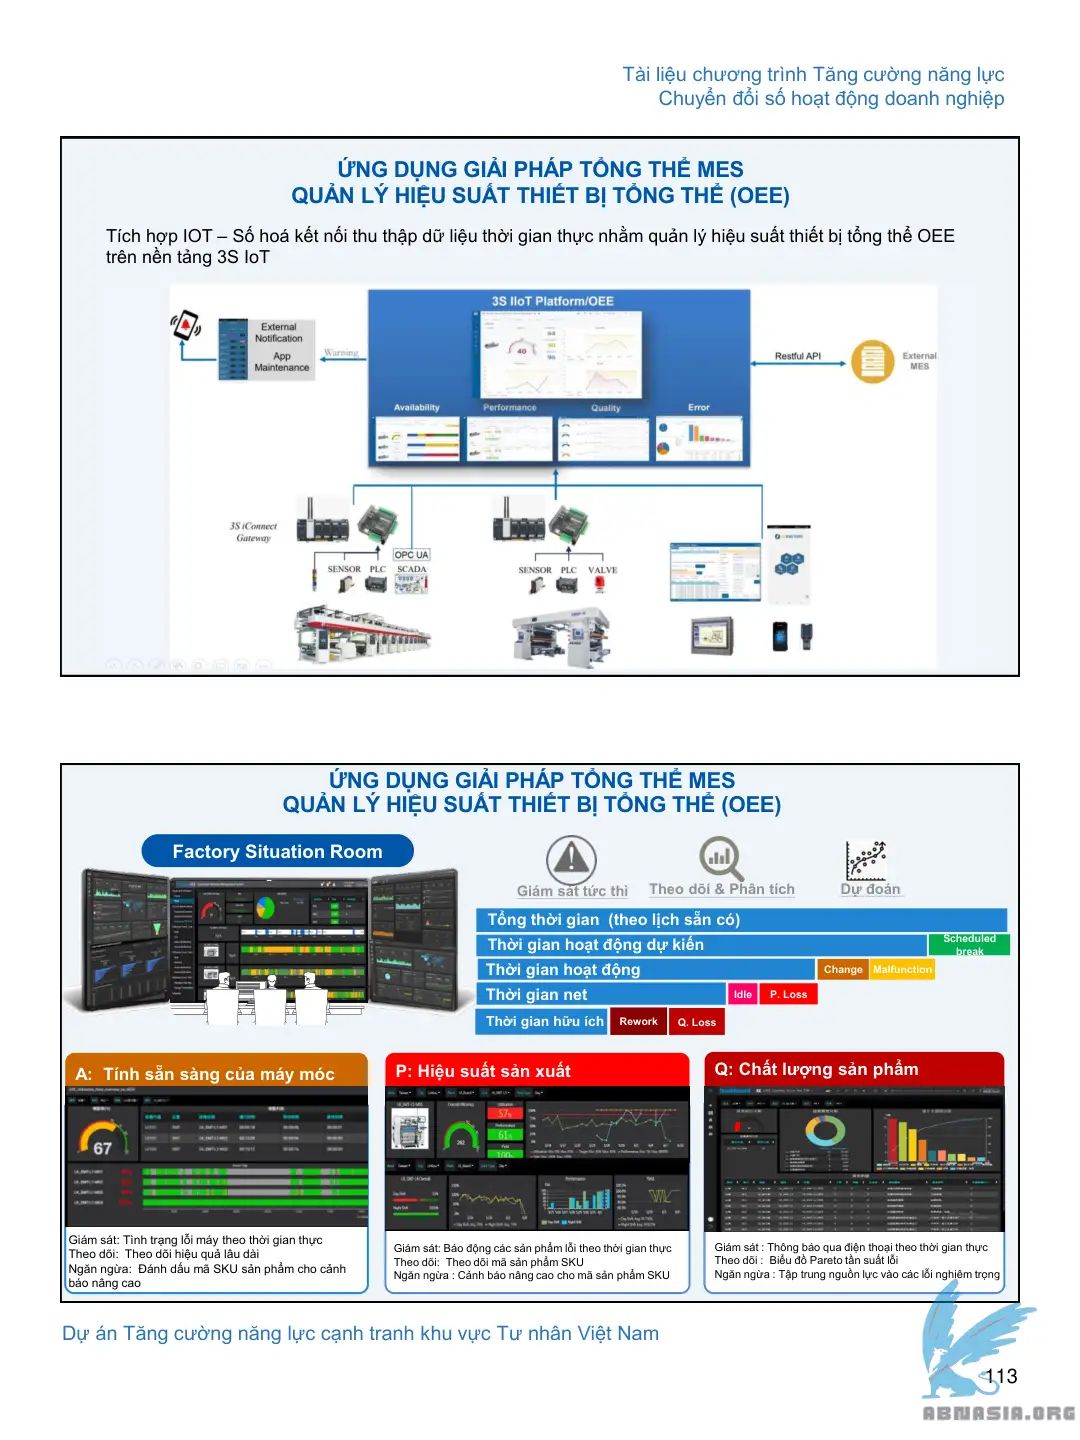 Tài liệu chương trình Tăng cường năng lực
Chuyển đổi số hoạt động doanh nghiệp
ỨNG DỤNG GIẢI PHÁP TỔNG THỂ MES
QUẢN LÝ HIỆU SUẤT THIẾT BỊ TỔNG THỂ (OEE)
Tích hợp IOT – Số hoá kết nối thu thập dữ liệu thời gian thực nhằm quản lý hiệu suất thiết bị tổng thể OEE
trên nền tảng 3S IoT
3S IIoT Platform/OEE
External
Notification
App
Maintenance
Warning
Restful API
External
MES
Availability
Performance
Quality
Error
3S iConnect
Gateway
OPC UA
SENSOR
PLC
SCADA
SENSOR
PLC
VALVE
ỨNG DỤNG GIẢI PHÁP TỔNG THỂ MES
QUẢN LÝ HIỆU SUẤT THIẾT BỊ TỔNG THỂ (OEE)
Factory Situation Room
Giám sát tức thì
Theo dõi & Phân tích
Dự đoán
Tổng thời gian (theo lịch sẵn có)
Thời gian hoạt động dự kiến
Scheduled
break
Thời gian hoạt động
Change
Malfunction
Thời gian net
Idle
P. Loss
Thời gian hữu ích
Rework
Q. Loss
A: Tính sẵn sàng của máy móc
67
Giám sát: Tình trạng lỗi máy theo thời gian thực
Theo dõi: Theo dõi hiệu quả lâu dài
Ngăn ngừa: Đánh dấu mã SKU sản phẩm cho cảnh
báo nâng cao
P: Hiệu suất sản xuất
Giám sát: Báo động các sản phẩm lỗi theo thời gian thực
Theo dõi: Theo dõi mã sản phẩm SKU
Ngăn ngừa : Cảnh báo nâng cao cho mã sản phẩm SKU
Q: Chất lượng sản phẩm
Giám sát : Thông báo qua điện thoại theo thời gian thực
Theo dõi : Biểu đồ Pareto tần suất lỗi
Ngăn ngừa : Tập trung nguồn lực vào các lỗi nghiêm trọng
Dự án Tăng cường năng lực cạnh tranh khu vực Tư nhân Việt Nam
113
ABNASIA.ORG